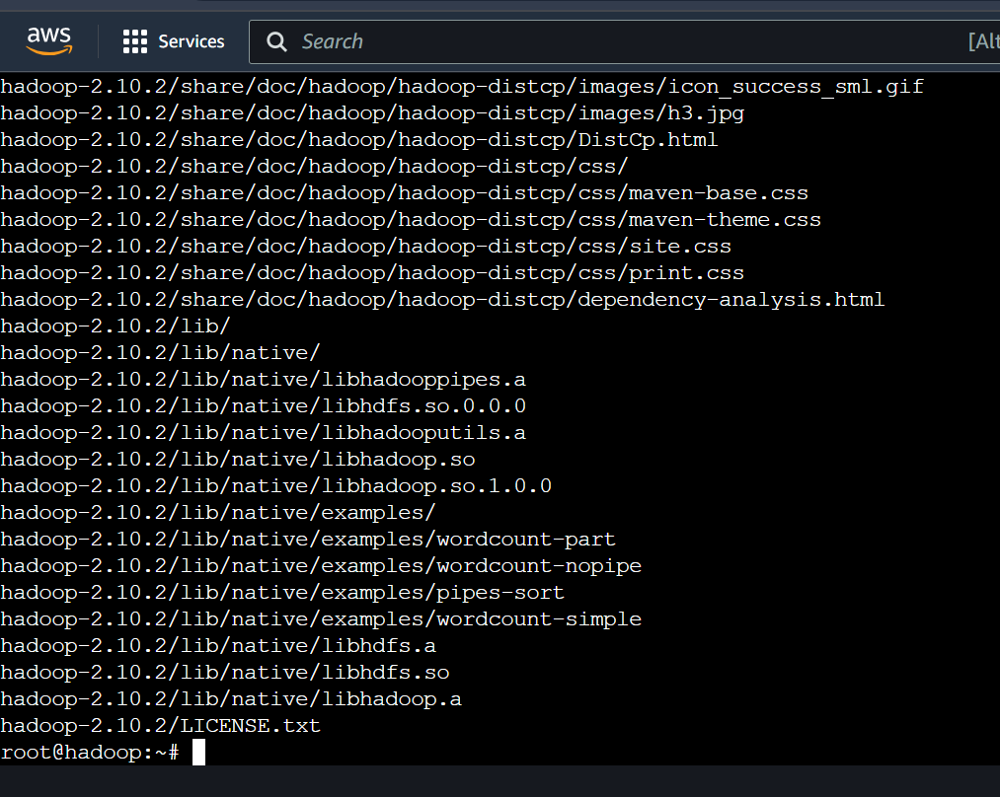 aws Services Search [Alt
hadoop-2.10.2/share/doc/hadoop/hadoop-distcp/images/icon_success_sml.gif
hadoop-2.10.2/share/doc/hadoop/hadoop-distcp/images/h3.jpg
hadoop-2.10.2/share/doc/hadoop/hadoop-distcp/DistCp.html
hadoop-2.10.2/share/doc/hadoop/hadoop-distcp/css/
hadoop-2.10.2/share/doc/hadoop/hadoop-distcp/css/maven-base.css
hadoop-2.10.2/share/doc/hadoop/hadoop-distcp/css/maven-theme.css
hadoop-2.10.2/share/doc/hadoop/hadoop-distcp/css/site.css
hadoop-2.10.2/share/doc/hadoop/hadoop-distcp/css/print.css
hadoop-2.10.2/share/doc/hadoop/hadoop-distcp/dependency-analysis.html
hadoop-2.10.2/lib/
hadoop-2.10.2/lib/native/
hadoop-2.10.2/lib/native/libhadooppipes.a
hadoop-2.10.2/lib/native/libhdfs.so.0.0.0
hadoop-2.10.2/lib/native/libhadooputils.a
hadoop-2.10.2/lib/native/libhadoop.so
hadoop-2.10.2/lib/native/libhadoop.so.1.0.0
hadoop-2.10.2/lib/native/examples/
hadoop-2.10.2/lib/native/examples/wordcount-part
hadoop-2.10.2/lib/native/examples/wordcount-nopipe
hadoop-2.10.2/lib/native/examples/pipes-sort
hadoop-2.10.2/lib/native/examples/wordcount-simple
hadoop-2.10.2/lib/native/libhdfs.a
hadoop-2.10.2/lib/native/libhdfs.so
hadoop-2.10.2/lib/native/libhadoop.a
hadoop-2.10.2/LICENSE.txt
root@hadoop:~#